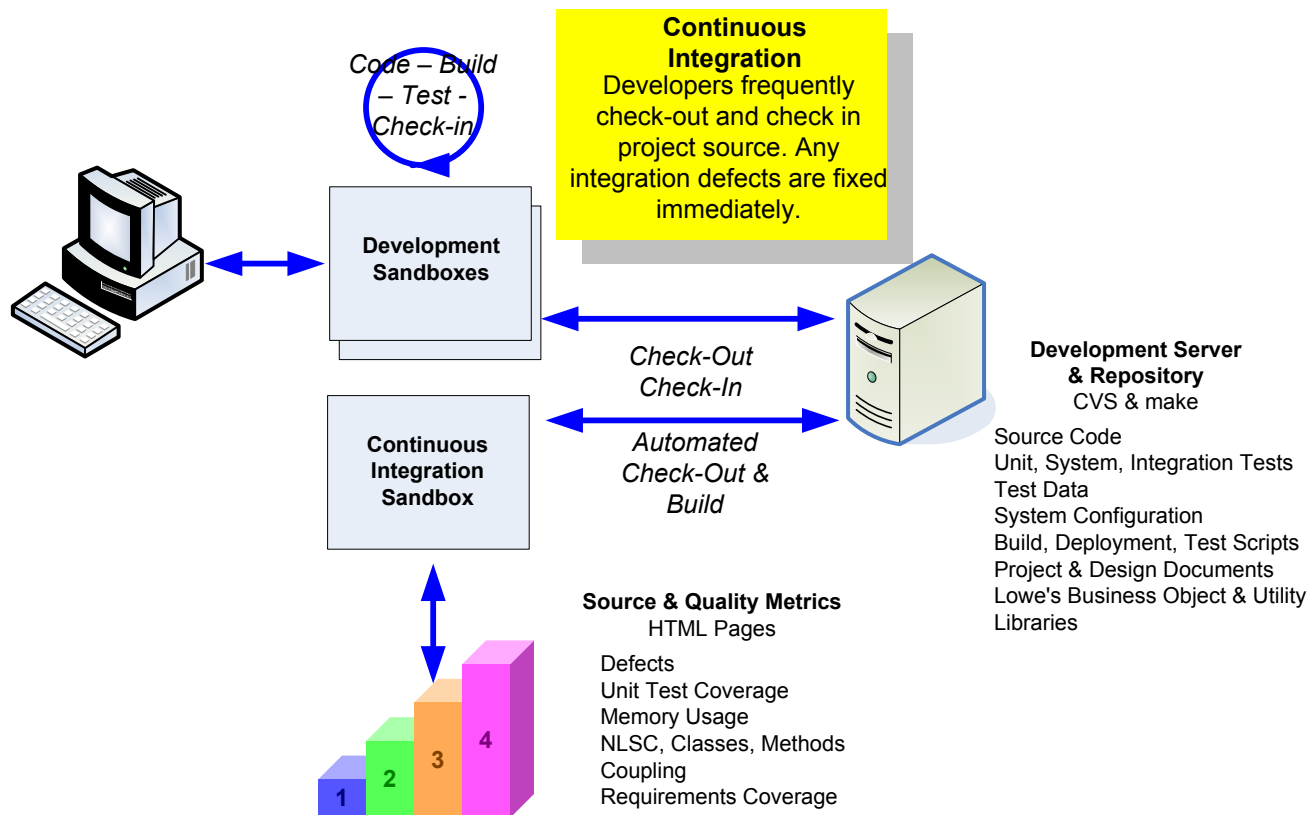 Code – Build
– Test -
Check-in
Continuous
Integration
Developers frequently
check-out and check in
project source. Any
integration defects are fixed
immediately.
Development
Sandboxes
Check-Out
Check-In
Development Server
& Repository
CVS & make
Source Code
Unit, System, Integration Tests
Test Data
System Configuration
Build, Deployment, Test Scripts
Project & Design Documents
Lowe's Business Object & Utility
Libraries
Continuous
Integration
Sandbox
Automated
Check-Out &
Build
Source & Quality Metrics
HTML Pages
Defects
Unit Test Coverage
Memory Usage
NLSC, Classes, Methods
Coupling
Requirements Coverage
1
2
3
4